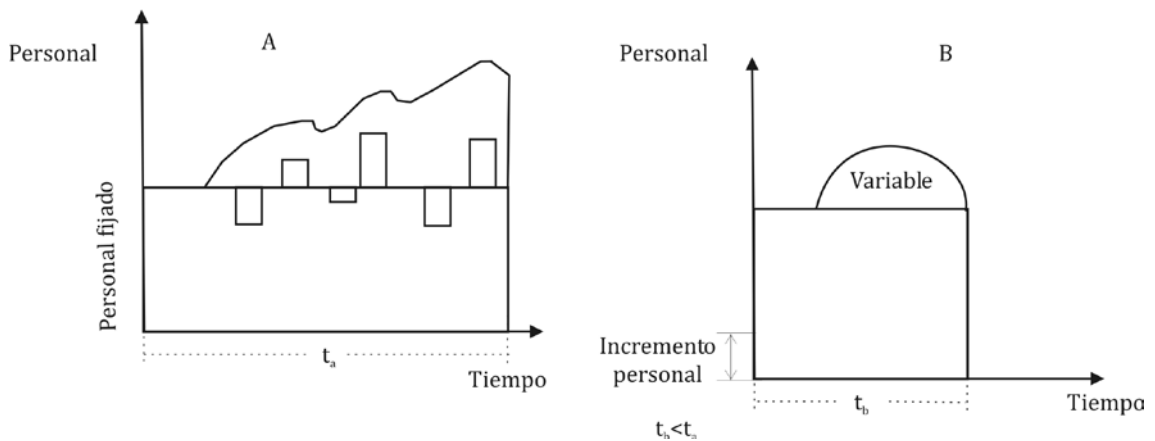 A
Personal
Personal fijado
t_a
Tiempo
B
Personal
Variable
Incremento
personal
t_b
Tiempo
t_b<t_a